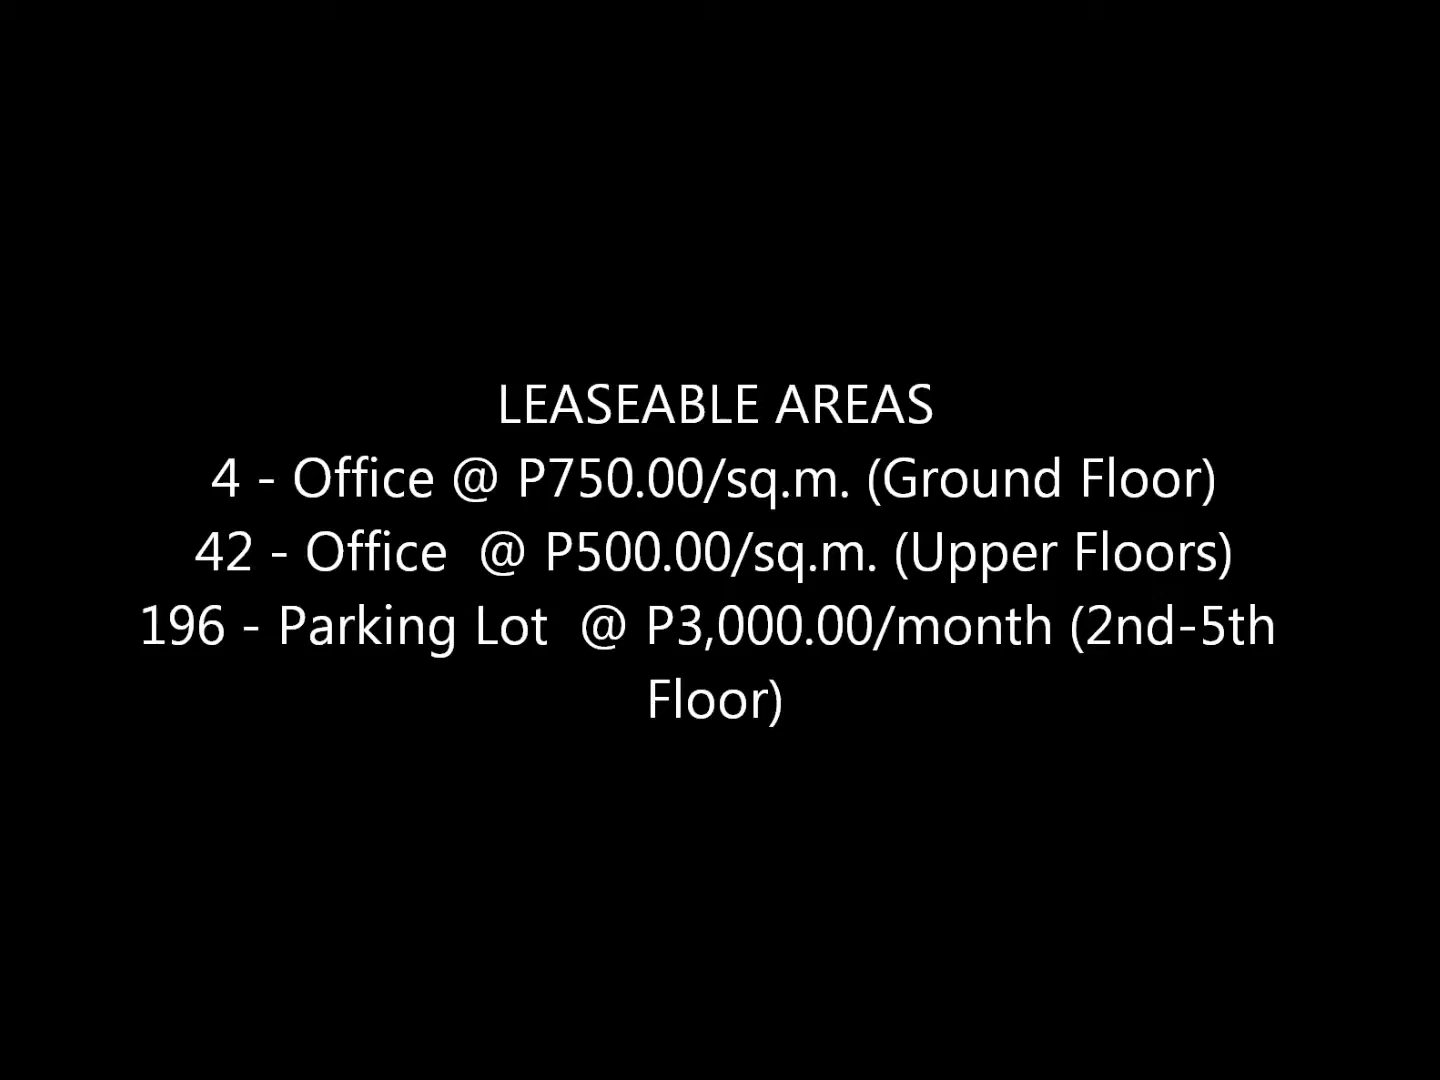 LEASEABLE AREAS
4 - Office @ P750.00/sq.m. (Ground Floor)
42 - Office  @ P500.00/sq.m. (Upper Floors)
196 - Parking Lot  @ P3,000.00/month (2nd-5th
Floor)